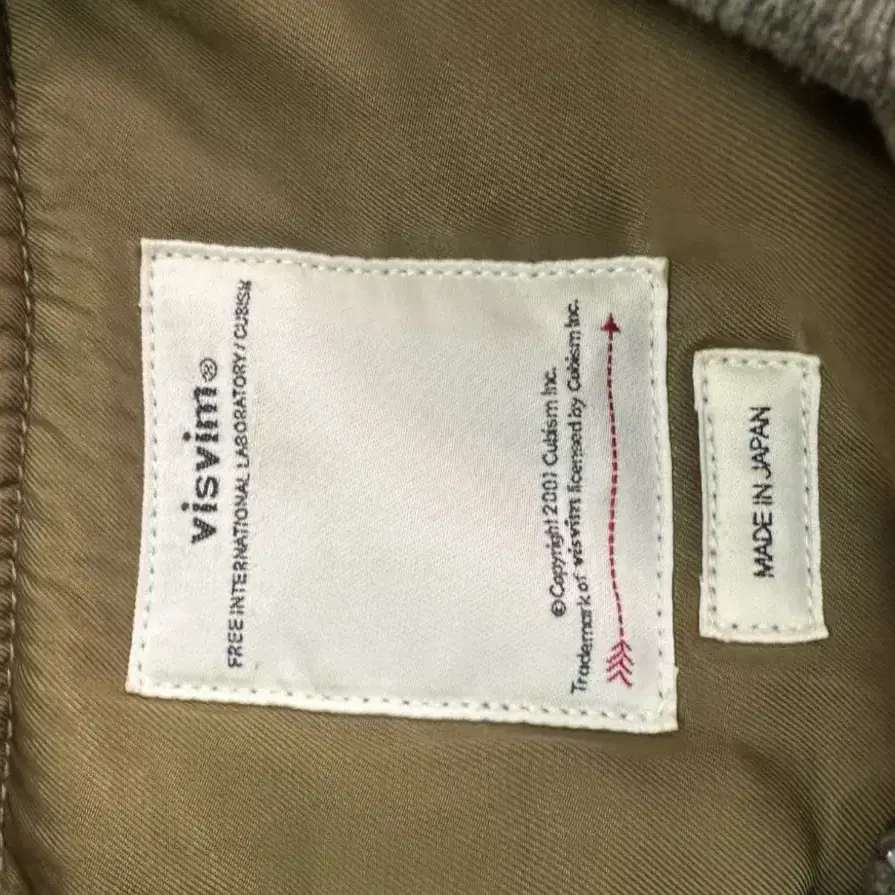 visvim®
FREE INTERNATIONAL LABORATORY / CUBISM
© Copyright 2001 Cubism Inc.
Trademark of visvim licensed by Cubism Inc.
MADE IN JAPAN